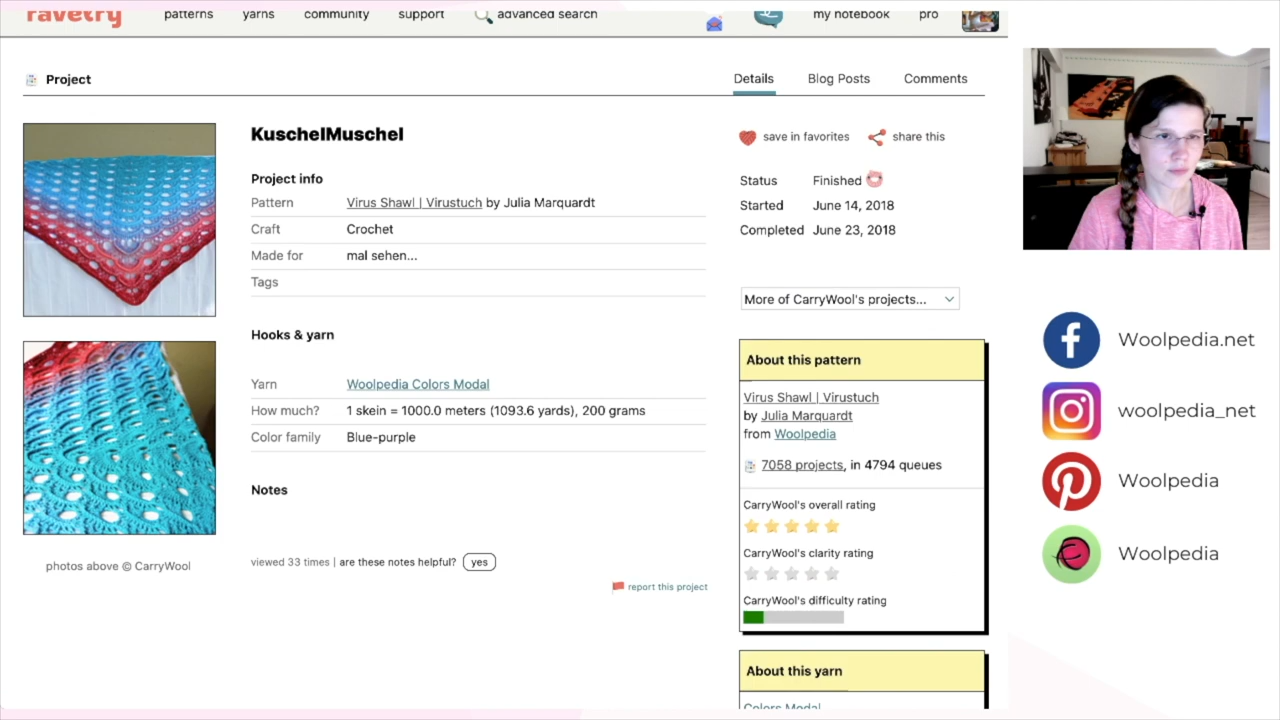 ravelry
patterns yarns community support advanced search my notebook pro
Project Details Blog Posts Comments
KuschelMuschel
Project info
Pattern Virus Shawl | Virustuch by Julia Marquardt
Craft Crochet
Made for mal sehen...
Tags
Hooks & yarn
Yarn Woolpedia Colors Modal
How much? 1 skein = 1000.0 meters (1093.6 yards), 200 grams
Color family Blue-purple
Notes
viewed 33 times | are these notes helpful? yes
report this project
photos above © CarryWool
save in favorites share this
Status Finished
Started June 14, 2018
Completed June 23, 2018
More of CarryWool's projects...
About this pattern
Virus Shawl | Virustuch
by Julia Marquardt
from Woolpedia
7058 projects, in 4794 queues
CarryWool's overall rating
CarryWool's clarity rating
CarryWool's difficulty rating
About this yarn
Colors Modal
Woolpedia.net
woolpedia_net
Woolpedia
Woolpedia